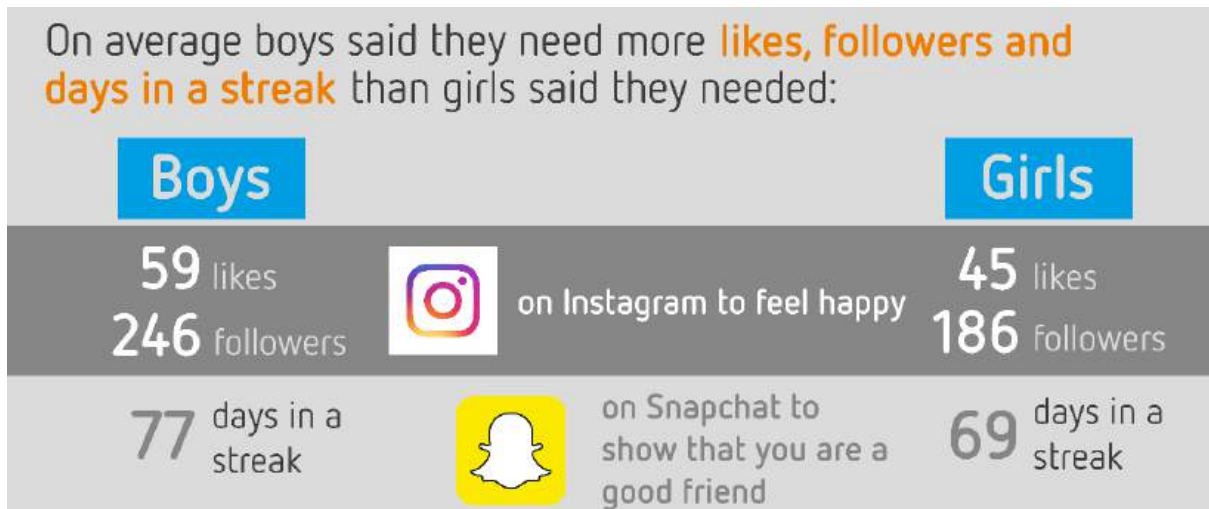 On average boys said they need more likes, followers and
days in a streak than girls said they needed:
Boys
Girls
59 likes
246 followers
on Instagram to feel happy
45 likes
186 followers
77 days in a
streak
on Snapchat to
show that you are a
good friend
69 days in a
streak